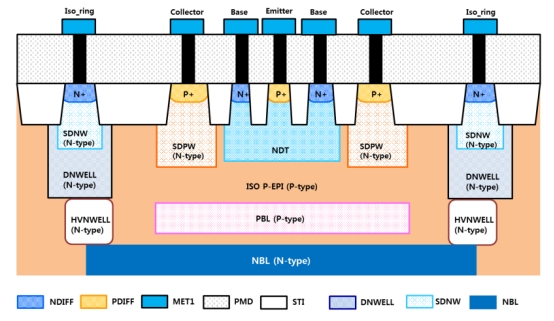 Iso_ring Collector Base Emitter Base Collector Iso_ring
N+ P+ N+ P+ N+ P+ N+
SDNW
(N-type)
SDPW
(N-type)
NDT
SDPW
(N-type)
SDNW
(N-type)
DNWELL
(N-type)
ISO P-EPI (P-type)
DNWELL
(N-type)
HVNWELL
(N-type)
PBL (P-type)
HVNWELL
(N-type)
NBL (N-type)
NDIFF PDIFF MET1 PMD STI DNWELL SDNW NBL